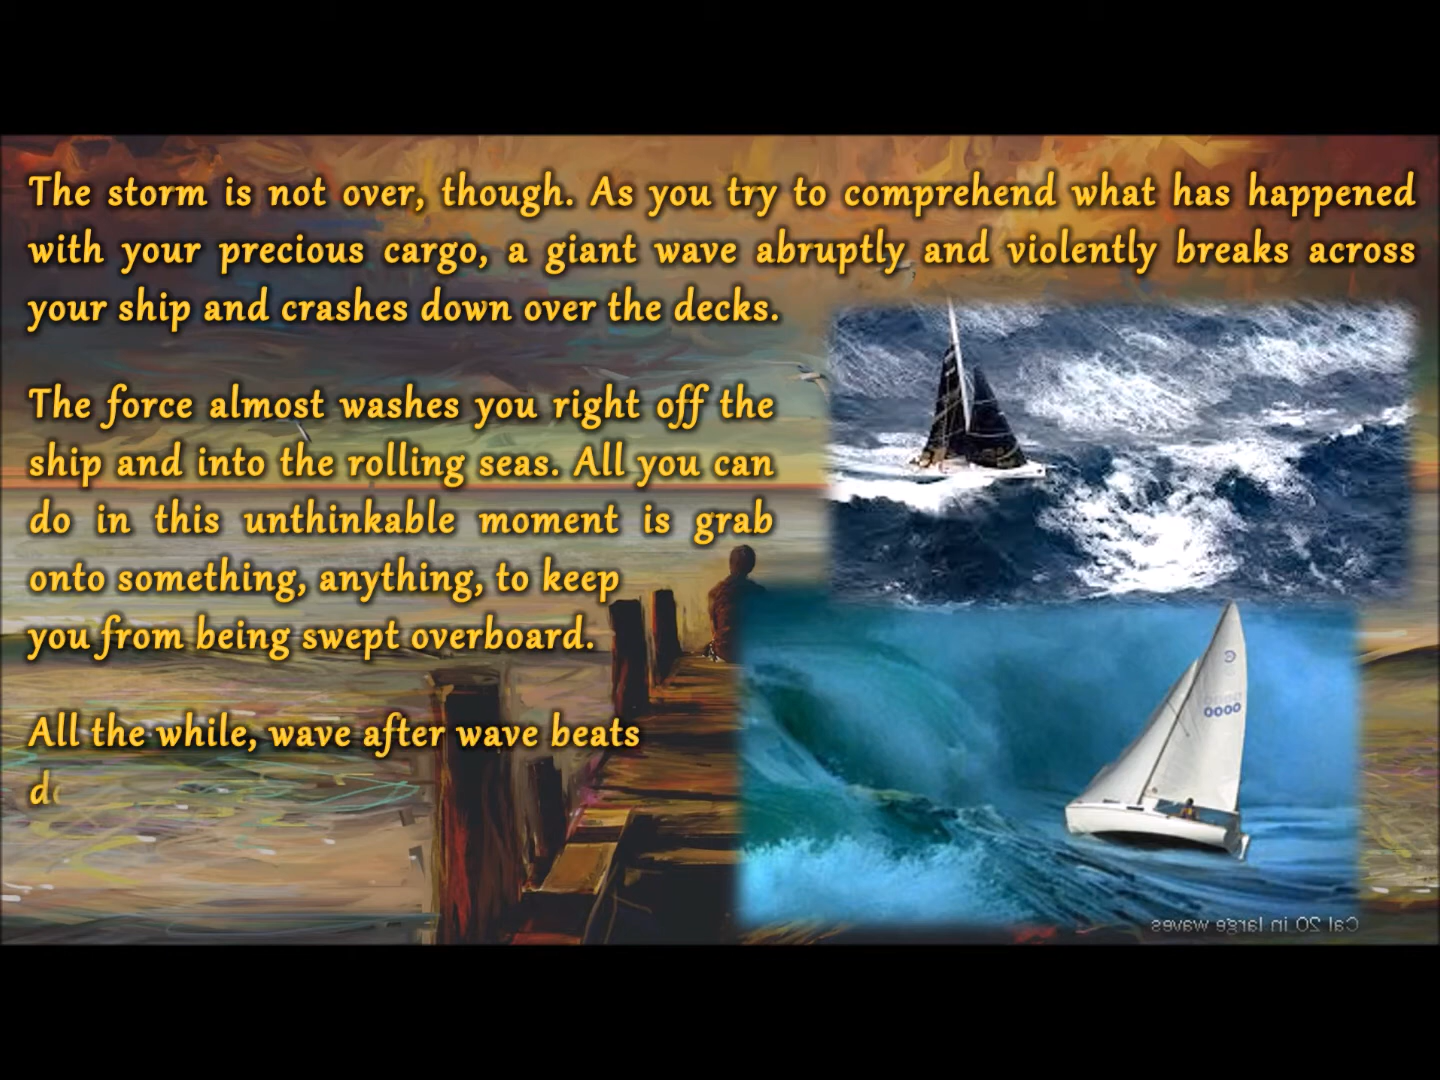 The storm is not over, though. As you try to comprehend what has happened
with your precious cargo, a giant wave abruptly and violently breaks across
your ship and crashes down over the decks.
The force almost washes you right off the
ship and into the rolling seas. All you can
do in this unthinkable moment is grab
onto something, anything, to keep
you from being swept overboard.
All the while, wave after wave beats
d
Cal 20 in large waves